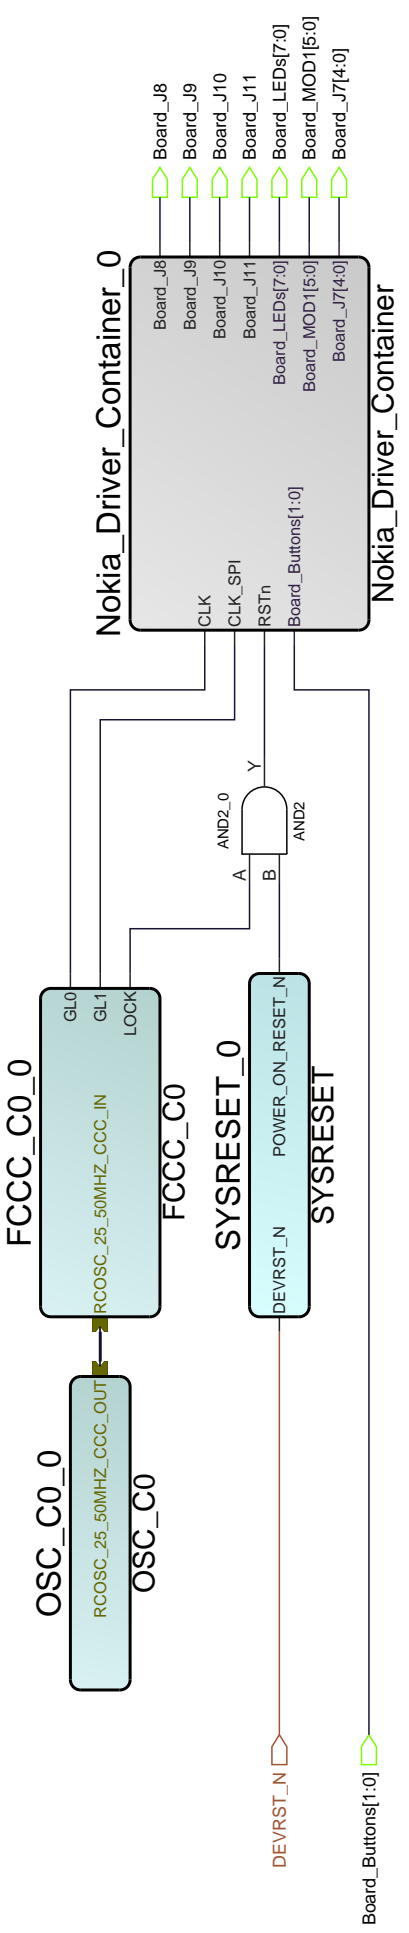 OSC_C0_0
RCOSC_25_50MHZ_CCC_OUT
OSC_C0
FCCC_C0_0
GL0
GL1
RCOSC_25_50MHZ_CCC_IN
LOCK
FCCC_C0
SYSRESET_0
DEVRST_N
POWER_ON_RESET_N
SYSRESET
DEVRST_N
Board_Buttons[1:0]
AND2_0
A
B
Y
AND2
Nokia_Driver_Container_0
CLK
CLK_SPI
RSTn
Board_Buttons[1:0]
Board_J8
Board_J9
Board_J10
Board_J11
Board_LEDs[7:0]
Board_MOD1[5:0]
Board_J7[4:0]
Nokia_Driver_Container
Board_J8
Board_J9
Board_J10
Board_J11
Board_LEDs[7:0]
Board_MOD1[5:0]
Board_J7[4:0]